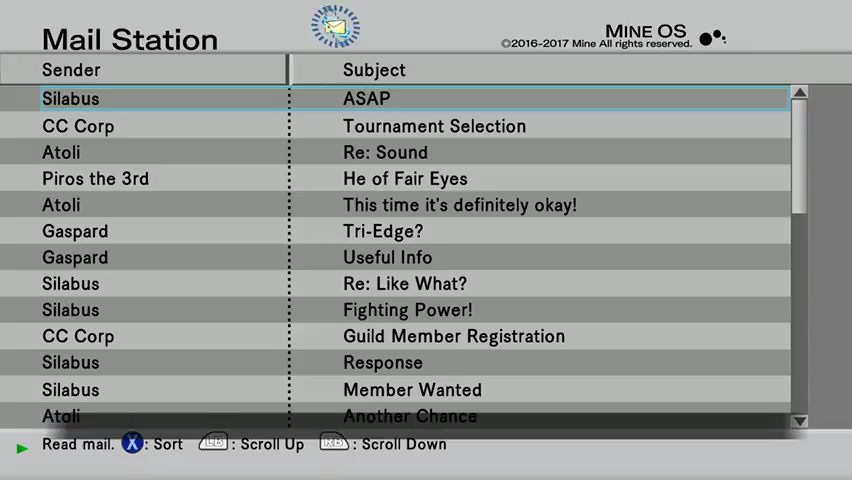 Mail Station
MINE OS
©2016-2017 Mine All rights reserved.
Sender Subject
Silabus ASAP
CC Corp Tournament Selection
Atoli Re: Sound
Piros the 3rd He of Fair Eyes
Atoli This time it's definitely okay!
Gaspard Tri-Edge?
Gaspard Useful Info
Silabus Re: Like What?
Silabus Fighting Power!
CC Corp Guild Member Registration
Silabus Response
Silabus Member Wanted
Atoli Another Chance
Read mail. X: Sort LB: Scroll Up RB: Scroll Down